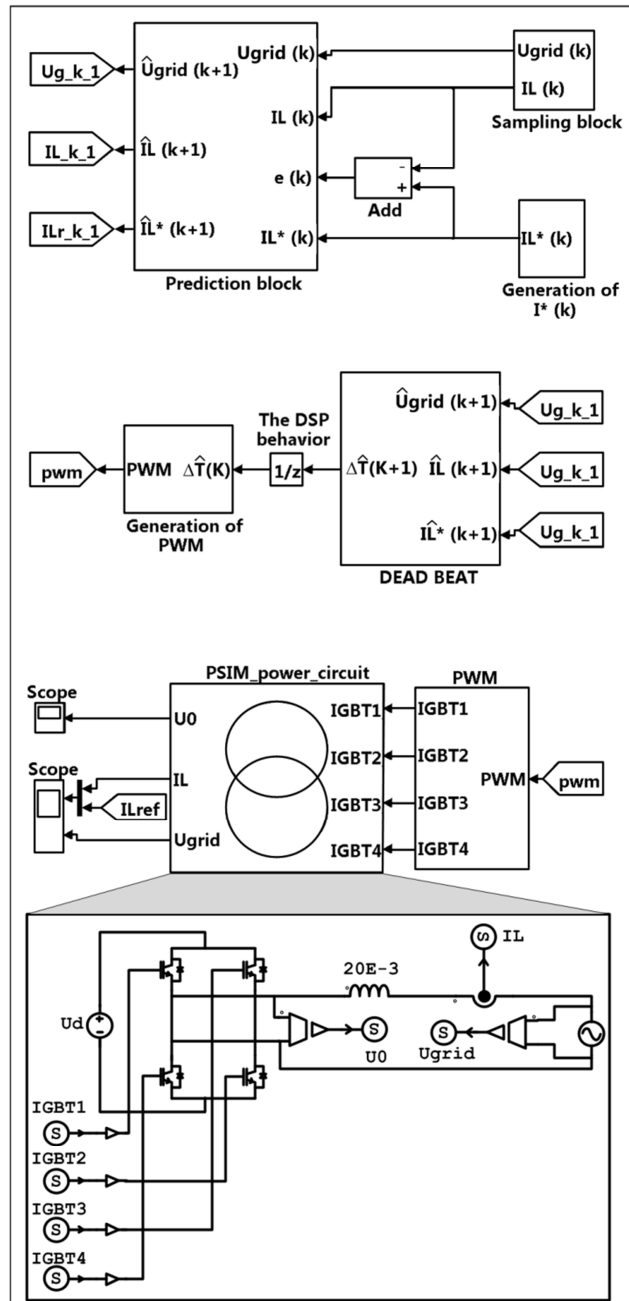 Ug_k_1
Ûgrid (k+1)
Ugrid (k)
Ugrid (k)
IL (k)
IL (k)
Sampling block
IL_k_1
ÎL (k+1)
e (k)
-
+
Add
ILr_k_1
ÎL* (k+1)
IL* (k)
IL* (k)
Prediction block
Generation of
I* (k)
Ûgrid (k+1)
Ug_k_1
The DSP
behavior
pwm
PWM
ΔT̂(K)
1/z
ΔT̂(K+1)
ÎL (k+1)
Ug_k_1
Generation of
PWM
IL̂* (k+1)
Ug_k_1
DEAD BEAT
PSIM_power_circuit
PWM
Scope
U0
IGBT1
IGBT1
IGBT2
IGBT2
Scope
IL
ILref
PWM
pwm
IGBT3
IGBT3
Ugrid
IGBT4
IGBT4
S
IL
20E-3
Ud
+
-
S
U0
S
Ugrid
IGBT1
S
IGBT2
S
IGBT3
S
IGBT4
S